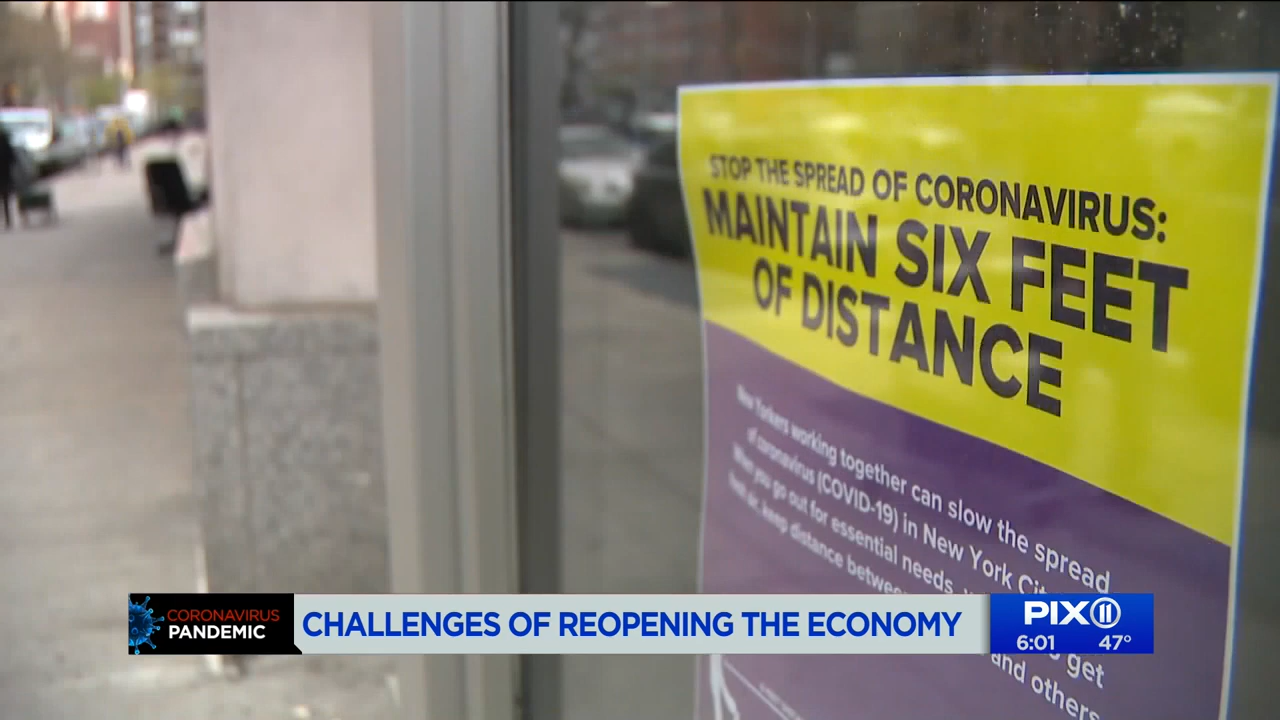 STOP THE SPREAD OF CORONAVIRUS:
MAINTAIN SIX FEET
OF DISTANCE
New Yorkers working together can slow the spread
of coronavirus (COVID-19) in New York
When you go out for essential needs,
keep distance
get
and others
CORONAVIRUS
PANDEMIC
CHALLENGES OF REOPENING THE ECONOMY
PIX11
6:01 47°